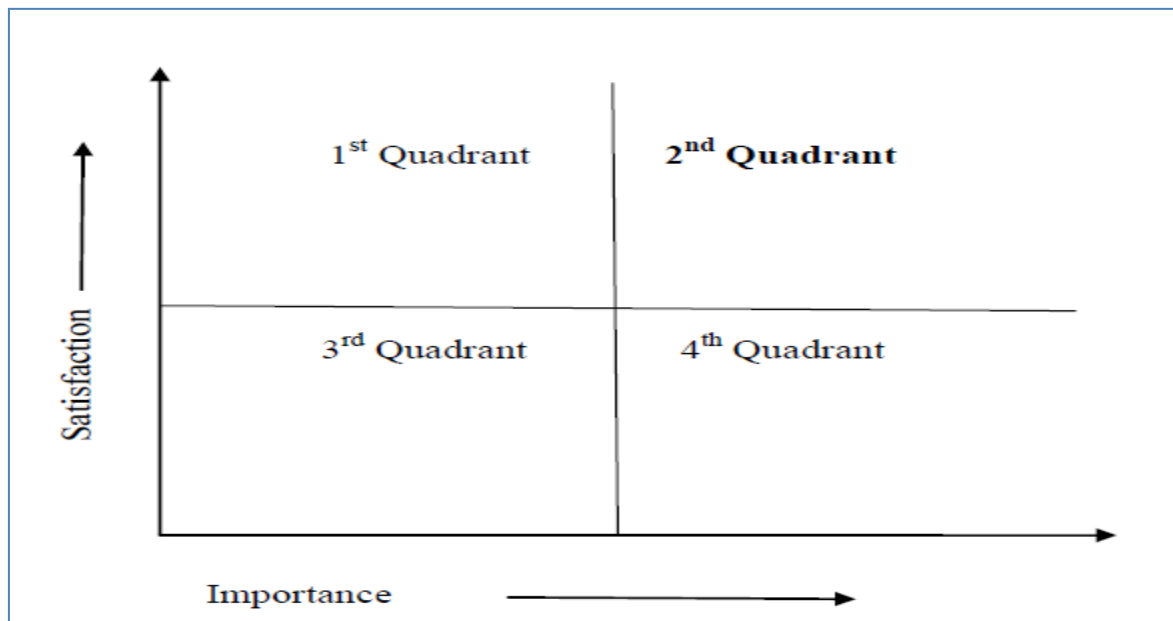 1st Quadrant
2nd Quadrant
3rd Quadrant
4th Quadrant
Satisfaction
Importance